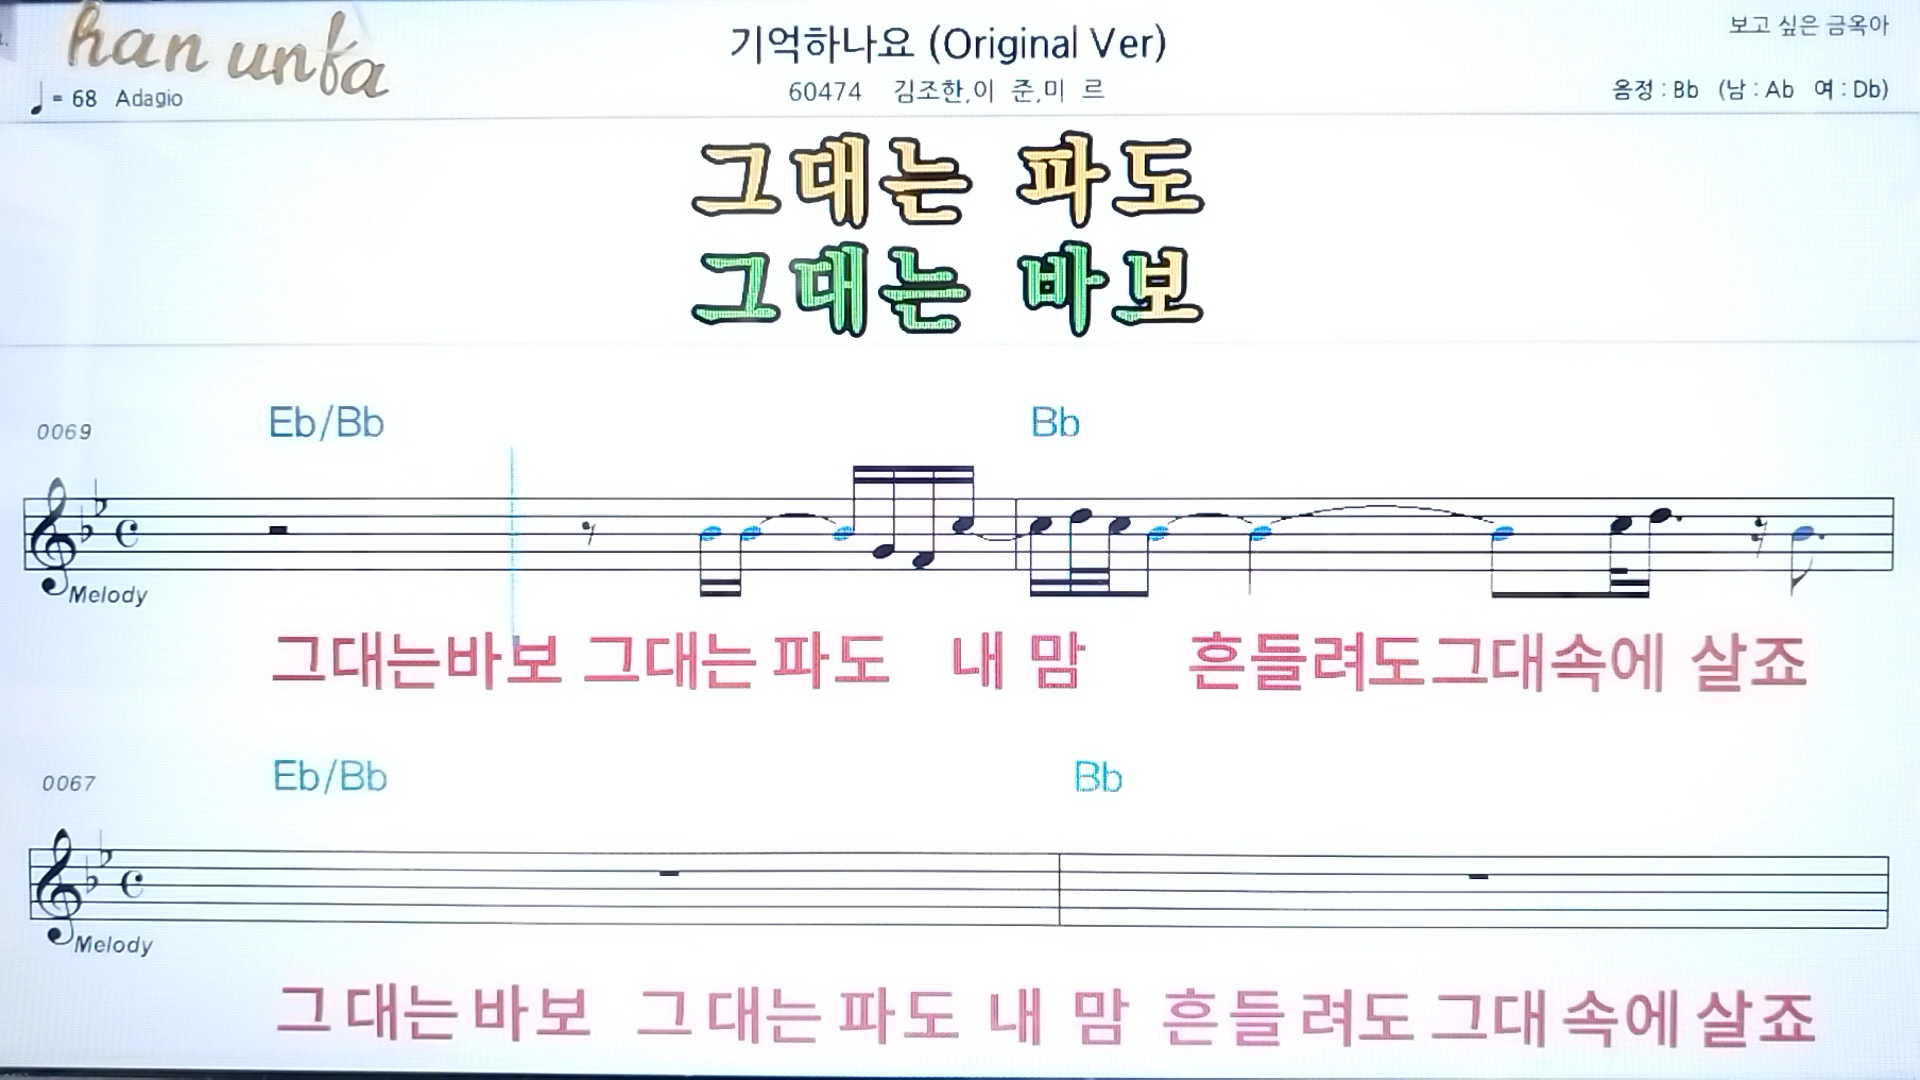 han unfa
기억하나요 (Original Ver)
보고 싶은 금옥아
♩ = 68 Adagio
60474 김조한,이 준,미 르
음정 : Bb (남 : Ab 여 : Db)
그대는 파도
그대는 바보
0069 Eb/Bb Bb
Melody
그대는바보 그대는 파도 내 맘 흔들려도그대속에 살죠
0067 Eb/Bb Bb
Melody
그대는바보 그대는 파도 내 맘 흔들려도 그대 속에 살죠